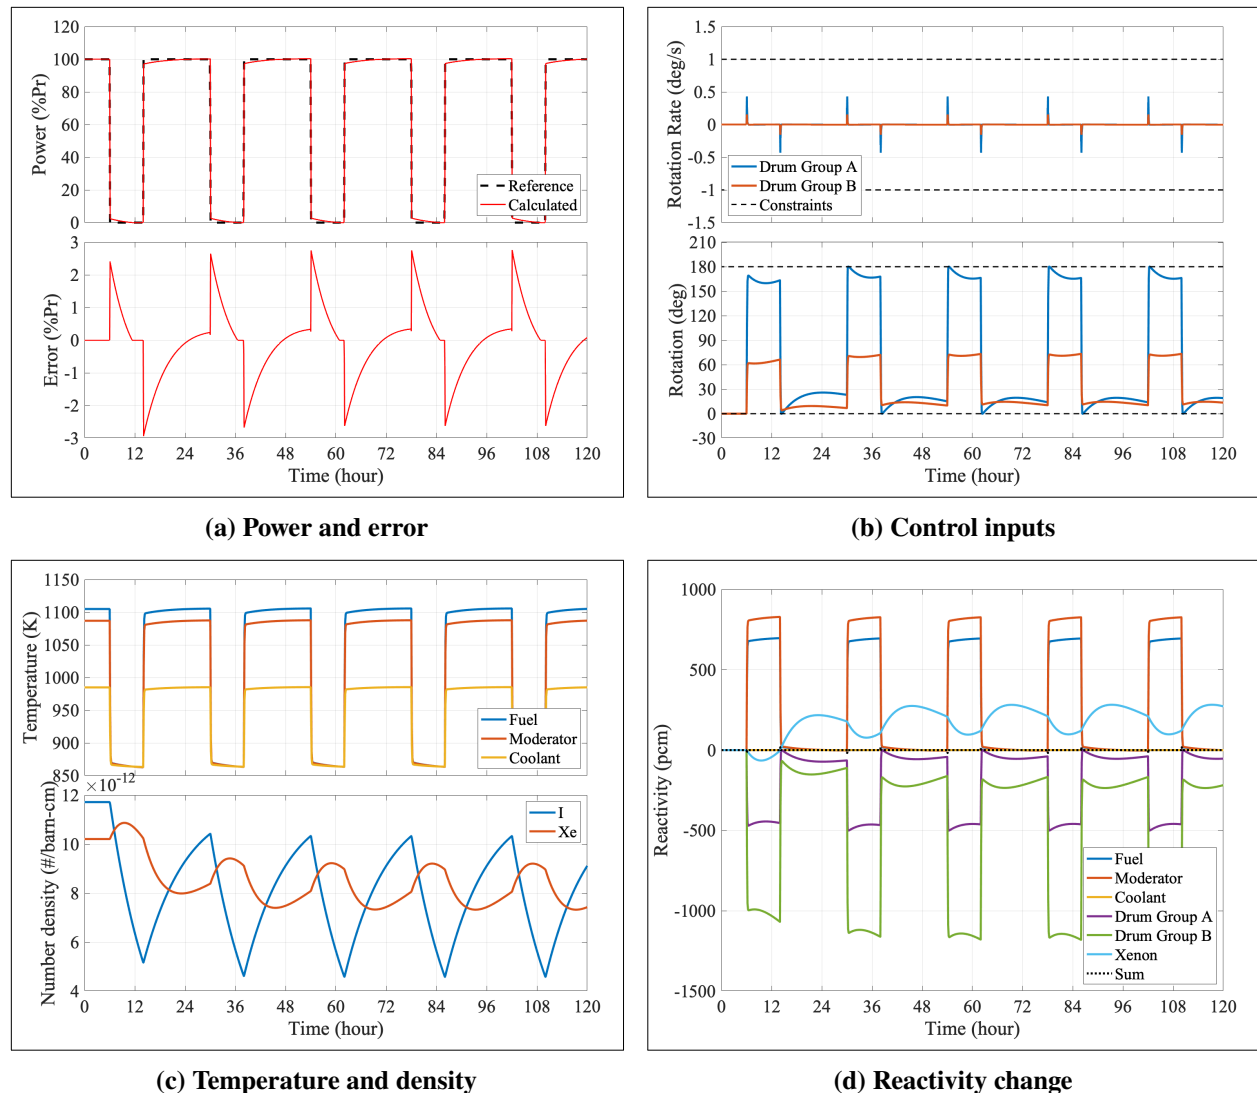 120
100
80
60
40
20
0
Power (%Pr)
Reference
Calculated
3
2
1
0
-1
-2
-3
Error (%Pr)
0 12 24 36 48 60 72 84 96 108 120
Time (hour)
(a) Power and error
1.5
1
0.5
0
-0.5
-1
-1.5
Rotation Rate (deg/s)
Drum Group A
Drum Group B
Constraints
210
180
150
120
90
60
30
0
-30
Rotation (deg)
0 12 24 36 48 60 72 84 96 108 120
Time (hour)
(b) Control inputs
1150
1100
1050
1000
950
900
850
Temperature (K)
Fuel
Moderator
Coolant
×10-12
12
10
8
6
4
Number density (#/barn-cm)
I
Xe
0 12 24 36 48 60 72 84 96 108 120
Time (hour)
(c) Temperature and density
1000
500
0
-500
-1000
-1500
Reactivity (pcm)
Fuel
Moderator
Coolant
Drum Group A
Drum Group B
Xenon
Sum
0 12 24 36 48 60 72 84 96 108 120
Time (hour)
(d) Reactivity change